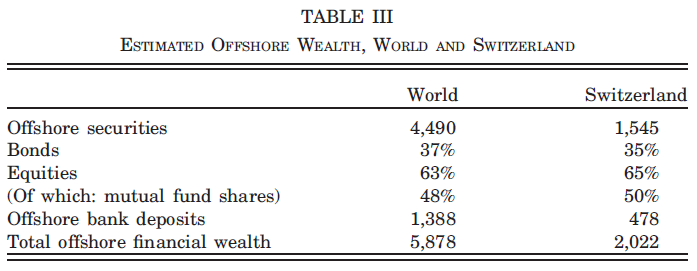 TABLE III
ESTIMATED OFFSHORE WEALTH, WORLD AND SWITZERLAND
World Switzerland
Offshore securities 4,490 1,545
Bonds 37% 35%
Equities 63% 65%
(Of which: mutual fund shares) 48% 50%
Offshore bank deposits 1,388 478
Total offshore financial wealth 5,878 2,022